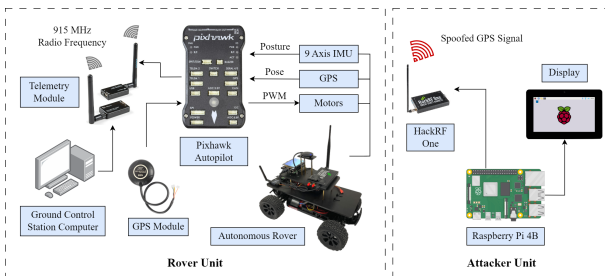 915 MHz
Radio Frequency
Telemetry
Module
pixhawk
Posture
9 Axis IMU
Pose
GPS
PWM
Motors
Pixhawk
Autopilot
Ground Control
Station Computer
GPS Module
Autonomous Rover
Rover Unit
Spoofed GPS Signal
Display
HackRF
One
Raspberry Pi 4B
Attacker Unit